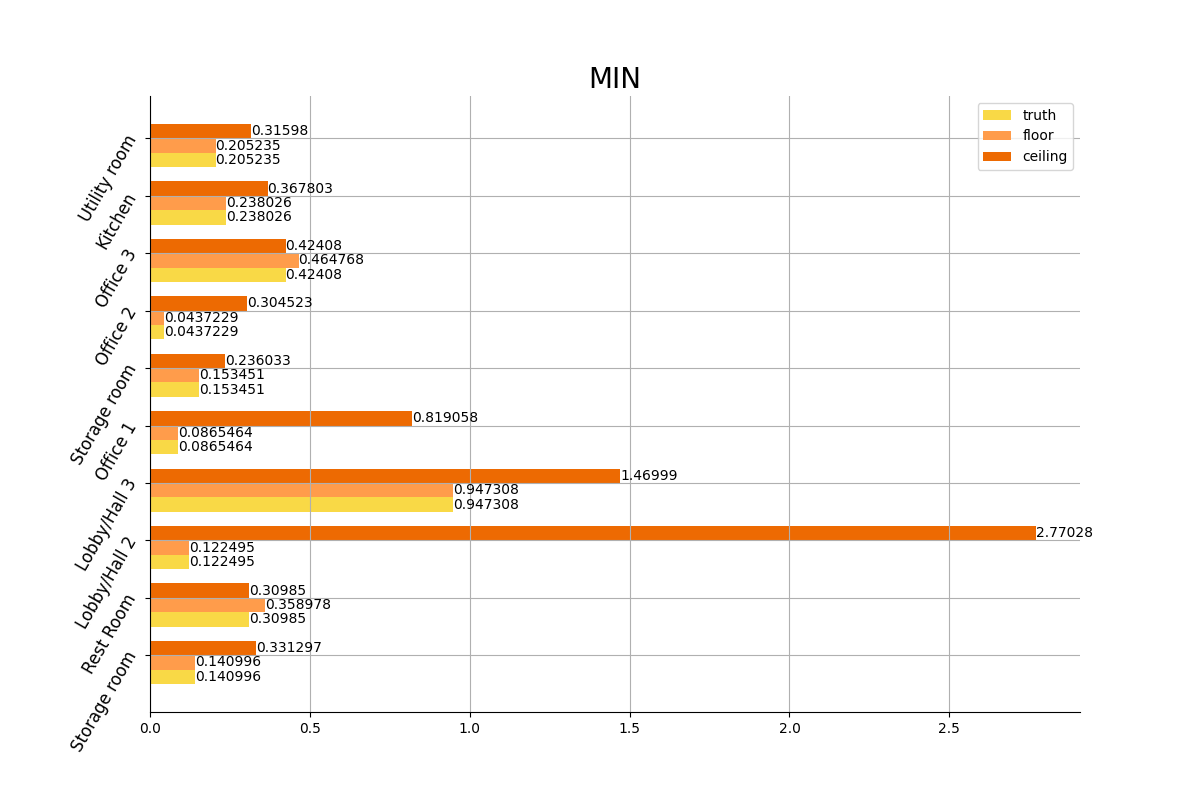 MIN
truth
floor
ceiling
Utility room
0.31598
0.205235
0.205235
Kitchen
0.367803
0.238026
0.238026
Office 3
0.42408
0.464768
0.42408
Office 2
0.304523
0.0437229
0.0437229
Storage room
0.236033
0.153451
0.153451
Office 1
0.819058
0.0865464
0.0865464
Lobby/Hall 3
1.46999
0.947308
0.947308
Lobby/Hall 2
2.77028
0.122495
0.122495
Rest Room
0.30985
0.358978
0.30985
Storage room
0.331297
0.140996
0.140996
0.0 0.5 1.0 1.5 2.0 2.5